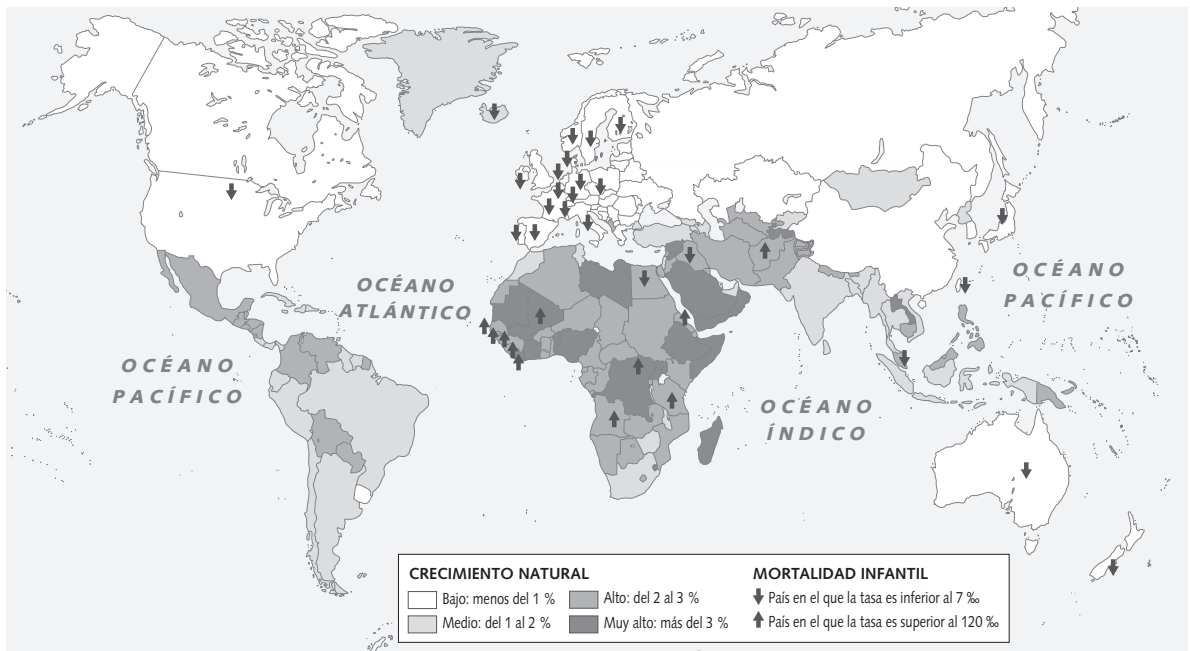 OCÉANO
ATLÁNTICO
OCÉANO
PACÍFICO
OCÉANO
PACÍFICO
OCÉANO
ÍNDICO
CRECIMIENTO NATURAL
Bajo: menos del 1 %
Medio: del 1 al 2 %
Alto: del 2 al 3 %
Muy alto: más del 3 %
MORTALIDAD INFANTIL
País en el que la tasa es inferior al 7 ‰
País en el que la tasa es superior al 120 ‰